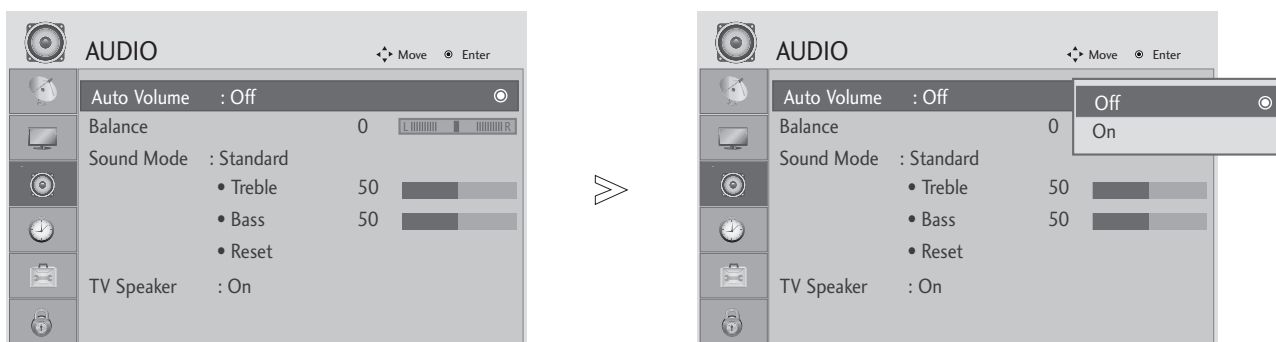 AUDIO Move Enter
Auto Volume : Off
Balance 0 L R
Sound Mode : Standard
• Treble 50
• Bass 50
• Reset
TV Speaker : On
AUDIO Move Enter
Auto Volume : Off
Balance 0
Sound Mode : Standard
• Treble 50
• Bass 50
• Reset
TV Speaker : On
Off
On